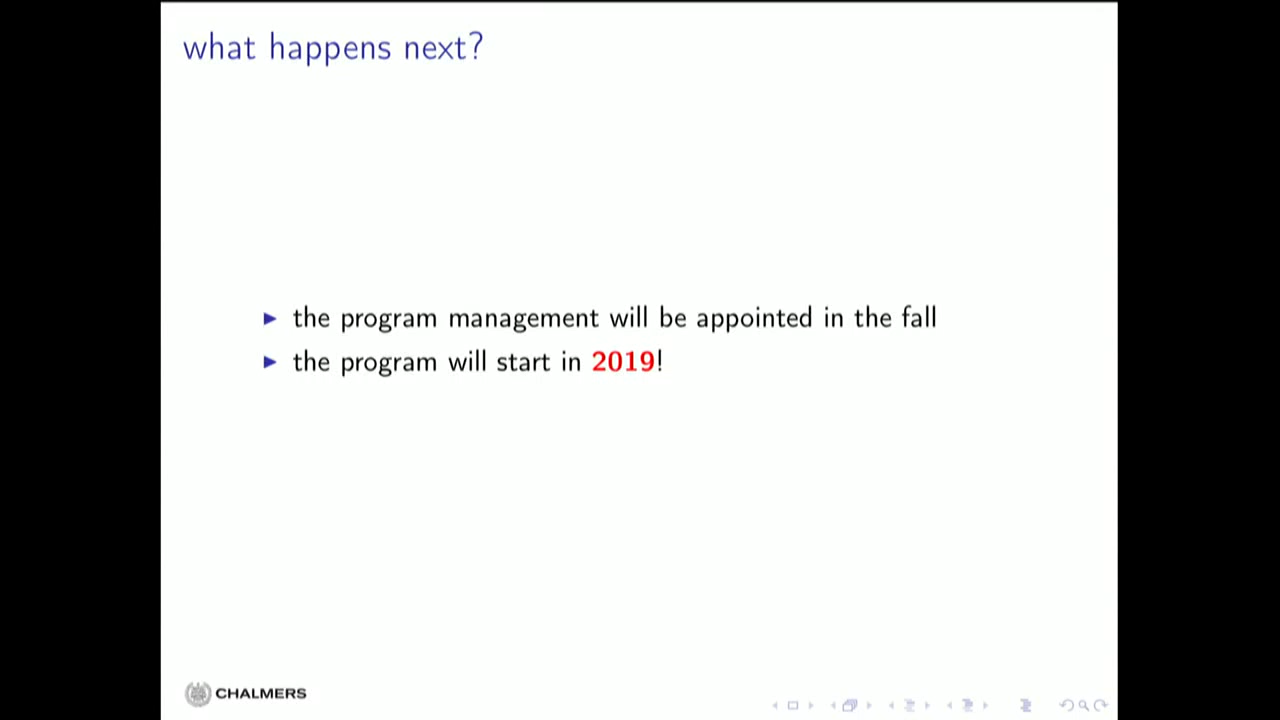 what happens next?
the program management will be appointed in the fall
the program will start in 2019!
CHALMERS